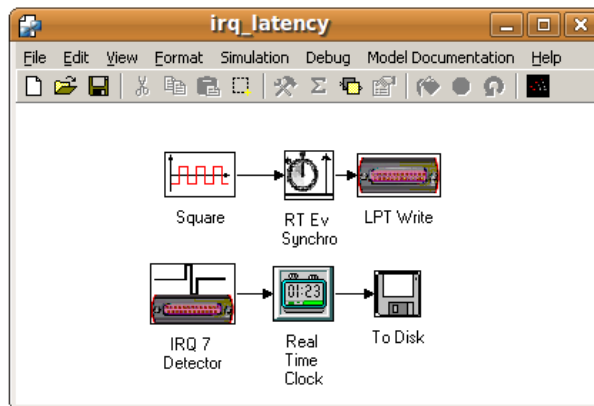 irq_latency
File Edit View Format Simulation Debug Model Documentation Help
Square
RT Ev
Synchro
LPT Write
01:23
IRQ 7
Detector
Real
Time
Clock
To Disk